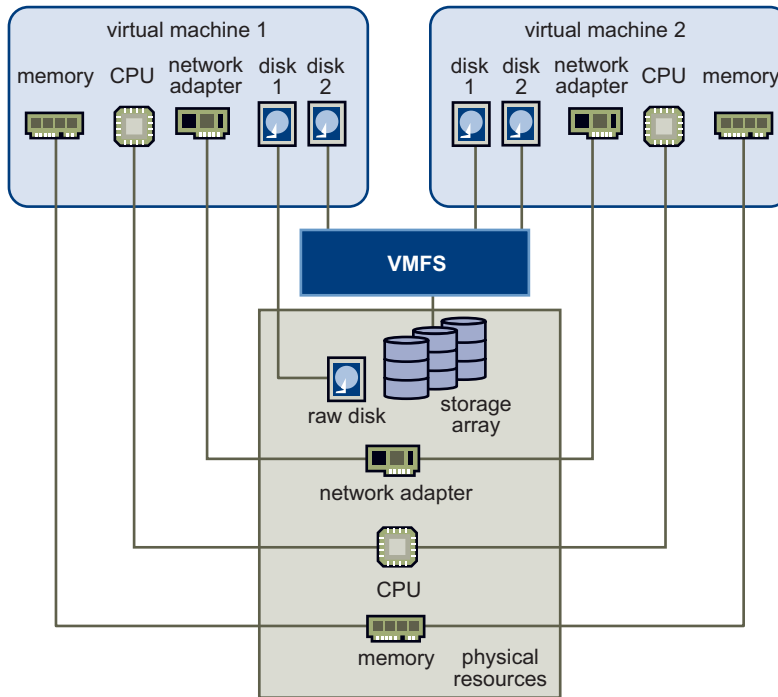 virtual machine 1
memory
CPU
network
adapter
disk
1
disk
2
virtual machine 2
disk
1
disk
2
network
adapter
CPU
memory
VMFS
raw disk
storage
array
network adapter
CPU
memory
physical
resources